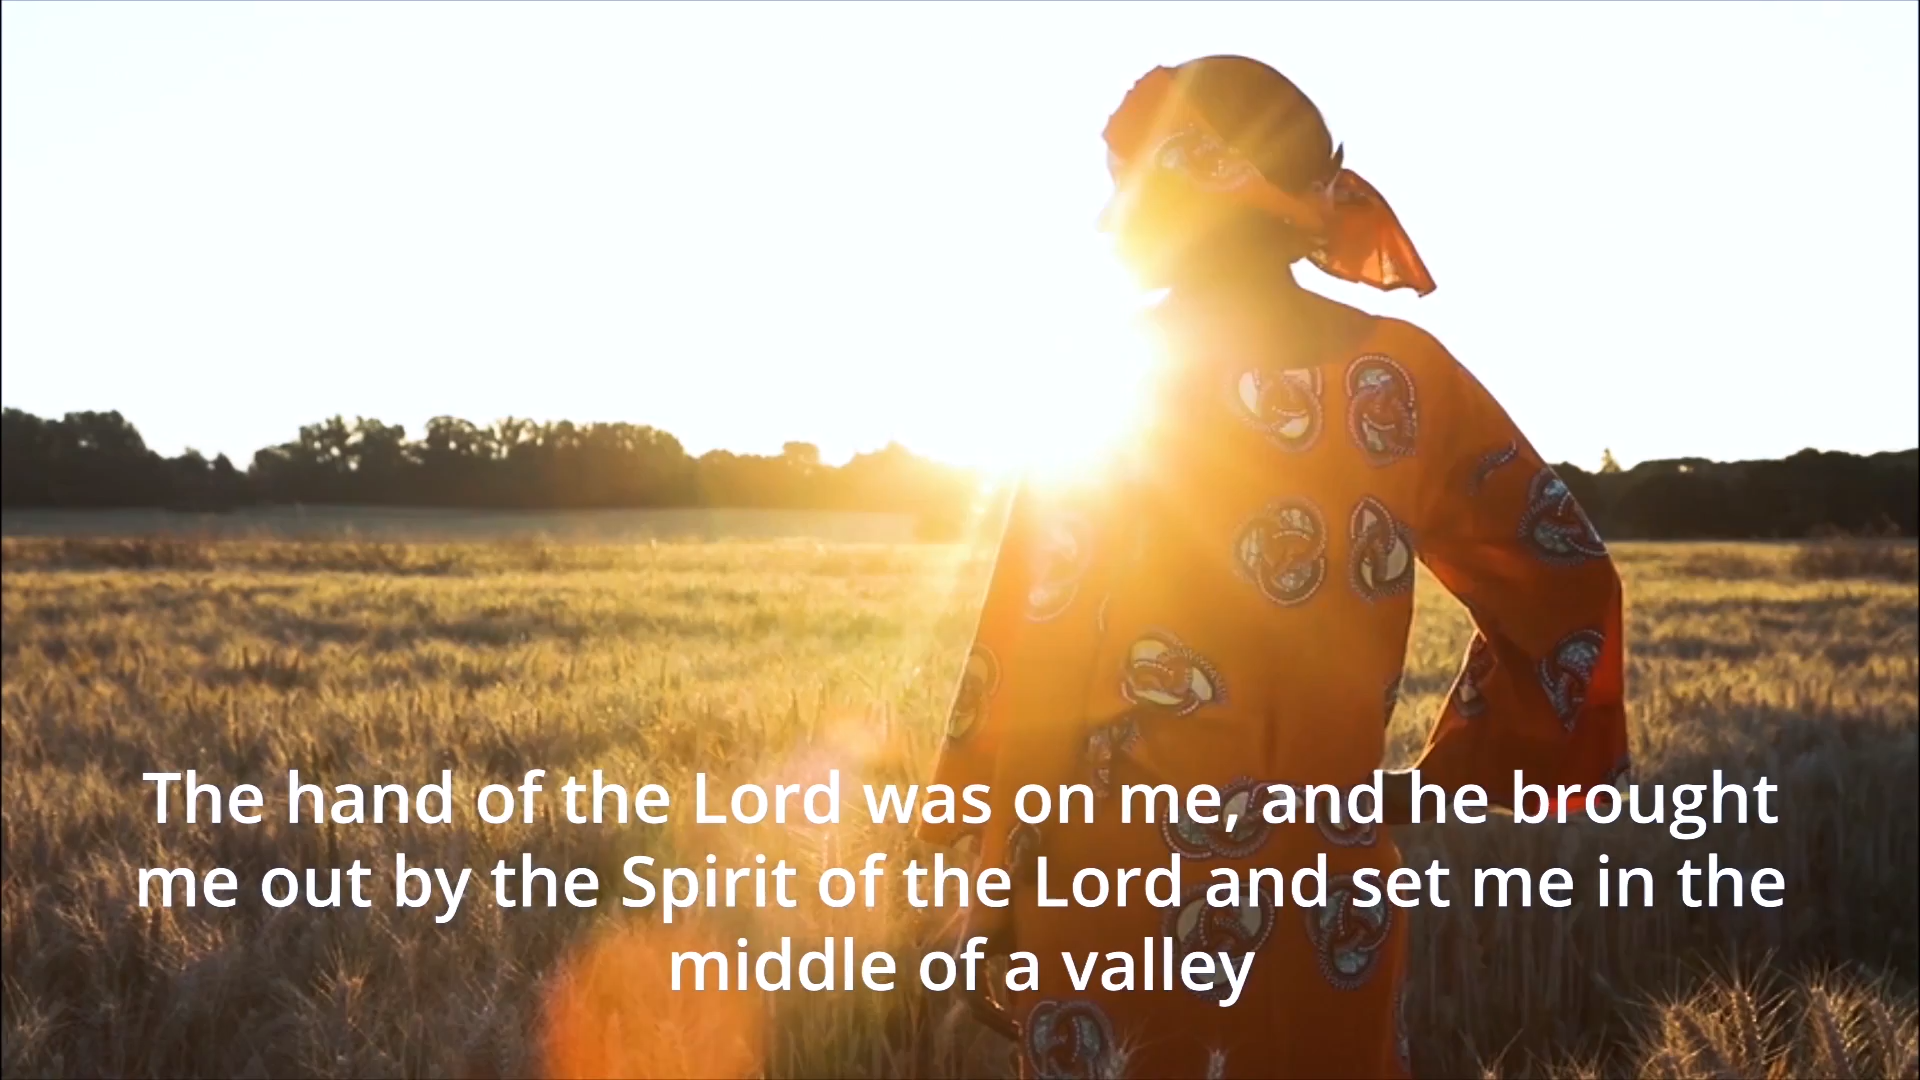 The hand of the Lord was on me, and he brought
me out by the Spirit of the Lord and set me in the
middle of a valley